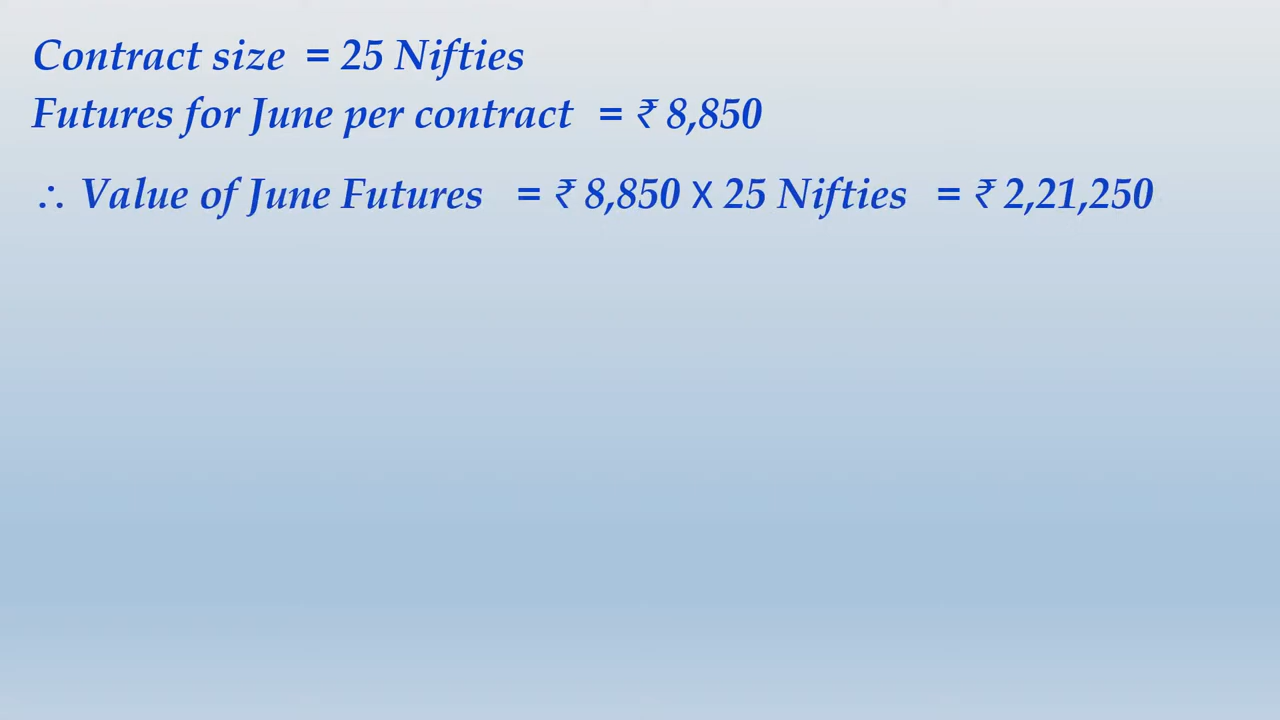 Contract size = 25 Nifties
Futures for June per contract = ₹ 8,850
∴ Value of June Futures = ₹ 8,850 X 25 Nifties = ₹ 2,21,250